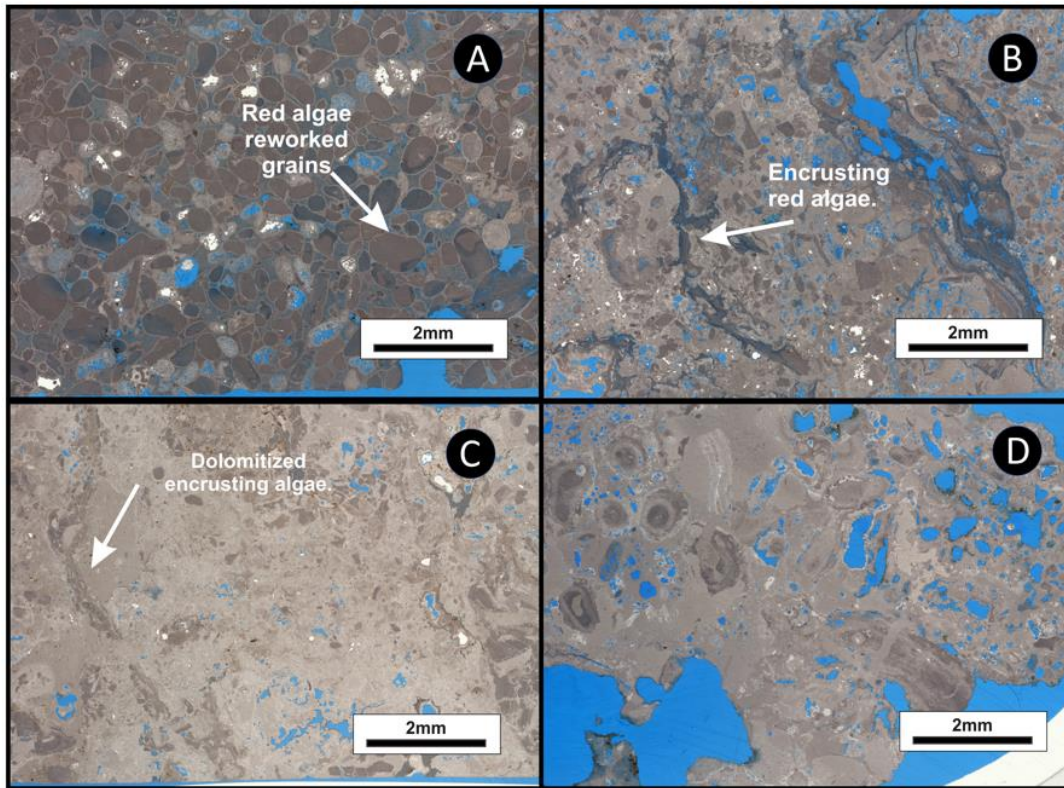 A
Red algae
reworked
grains
2mm
B
Encrusting
red algae.
2mm
C
Dolomitized
encrusting algae.
2mm
D
2mm